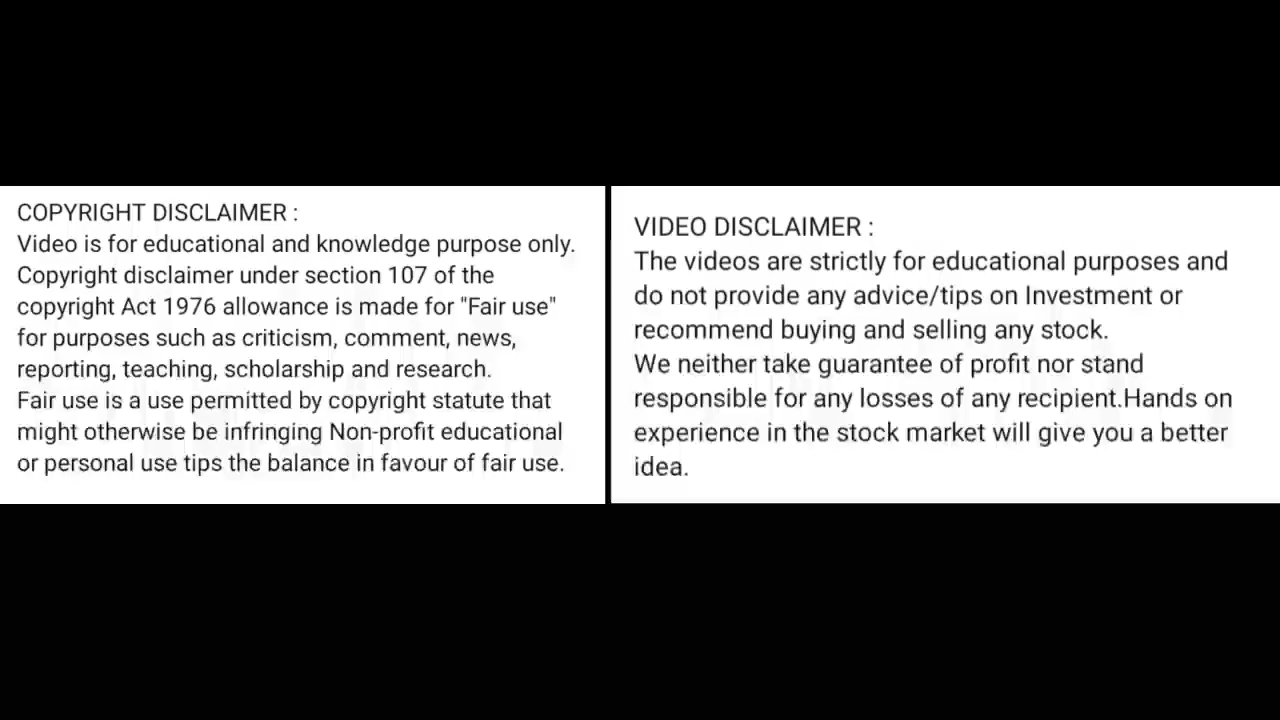 COPYRIGHT DISCLAIMER :
Video is for educational and knowledge purpose only.
Copyright disclaimer under section 107 of the
copyright Act 1976 allowance is made for "Fair use"
for purposes such as criticism, comment, news,
reporting, teaching, scholarship and research.
Fair use is a use permitted by copyright statute that
might otherwise be infringing Non-profit educational
or personal use tips the balance in favour of fair use.
VIDEO DISCLAIMER :
The videos are strictly for educational purposes and
do not provide any advice/tips on Investment or
recommend buying and selling any stock.
We neither take guarantee of profit nor stand
responsible for any losses of any recipient.Hands on
experience in the stock market will give you a better
idea.